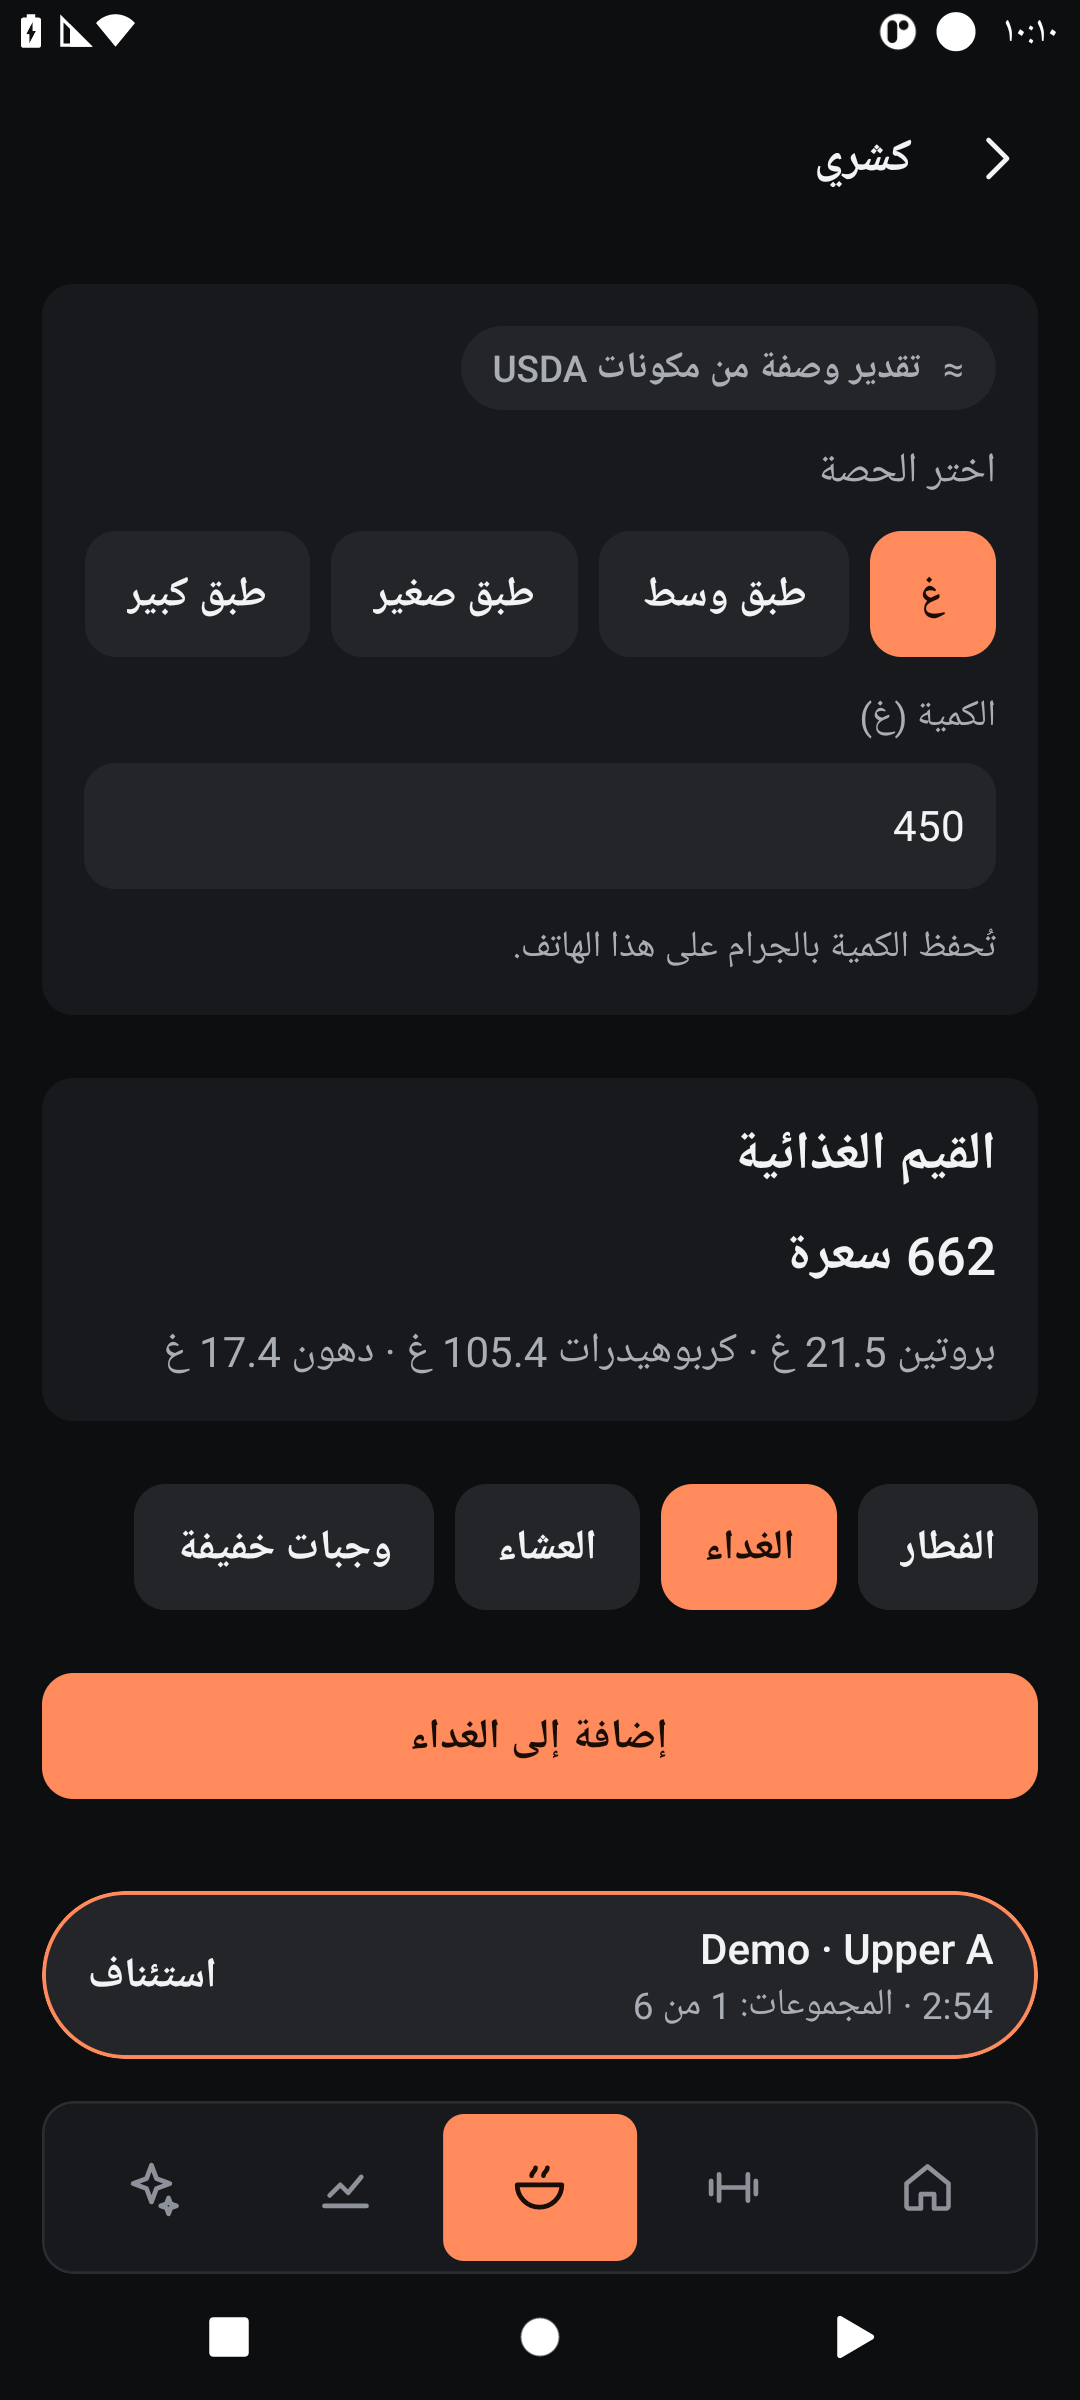 ١٠:١٠
كشري
≈ تقدير وصفة من مكونات USDA
اختر الحصة
غ
طبق وسط
طبق صغير
طبق كبير
الكمية (غ)
450
تُحفظ الكمية بالجرام على هذا الهاتف.
القيم الغذائية
662 سعرة
بروتين 21.5 غ · كربوهيدرات 105.4 غ · دهون 17.4 غ
الفطار
الغداء
العشاء
وجبات خفيفة
إضافة إلى الغداء
Demo · Upper A
2:54 · المجموعات: 1 من 6
استئناف